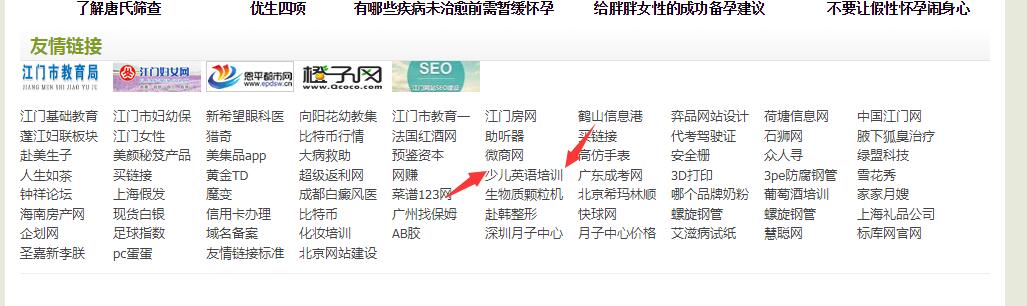 了解唐氏筛查 优生四项 有哪些疾病未治愈前需暂缓怀孕 给胖胖女性的成功备孕建议 不要让假性怀孕闹身心
友情链接
江门市教育局 江门妇女网 恩平都市网 橙子网 SEO
JIANG MEN SHI JIAO YU JU www.epdsw.cn www.Qcoco.com 江门网站SEO建设
江门基础教育 江门市妇幼保 新希望眼科医 向阳花幼教集 江门市教育一 江门房网 鹤山信息港 弈品网站设计 荷塘信息网 中国江门网
蓬江妇联板块 江门女性 猎奇 比特币行情 法国红酒网 助听器 买链接 代考驾驶证 石狮网 腋下狐臭治疗
赴美生子 美颜秘笈产品 美集品app 大病救助 预鉴资本 微商网 高仿手表 安全栅 众人寻 绿盟科技
人生如茶 买链接 黄金TD 超级返利网 网赚 少儿英语培训 广东成考网 3D打印 3pe防腐钢管 雪花秀
钟祥论坛 上海假发 魔变 成都白癜风医 菜谱123网 生物质颗粒机 北京希玛林顺 哪个品牌奶粉 葡萄酒培训 家家月嫂
海南房产网 现货白银 信用卡办理 比特币 广州找保姆 赴韩整形 快球网 螺旋钢管 螺旋钢管 上海礼品公司
企划网 足球指数 域名备案 化妆培训 AB胶 深圳月子中心 月子中心价格 艾滋病试纸 慧聪网 标库网官网
圣嘉新李朕 pc蛋蛋 友情链接标准 北京网站建设